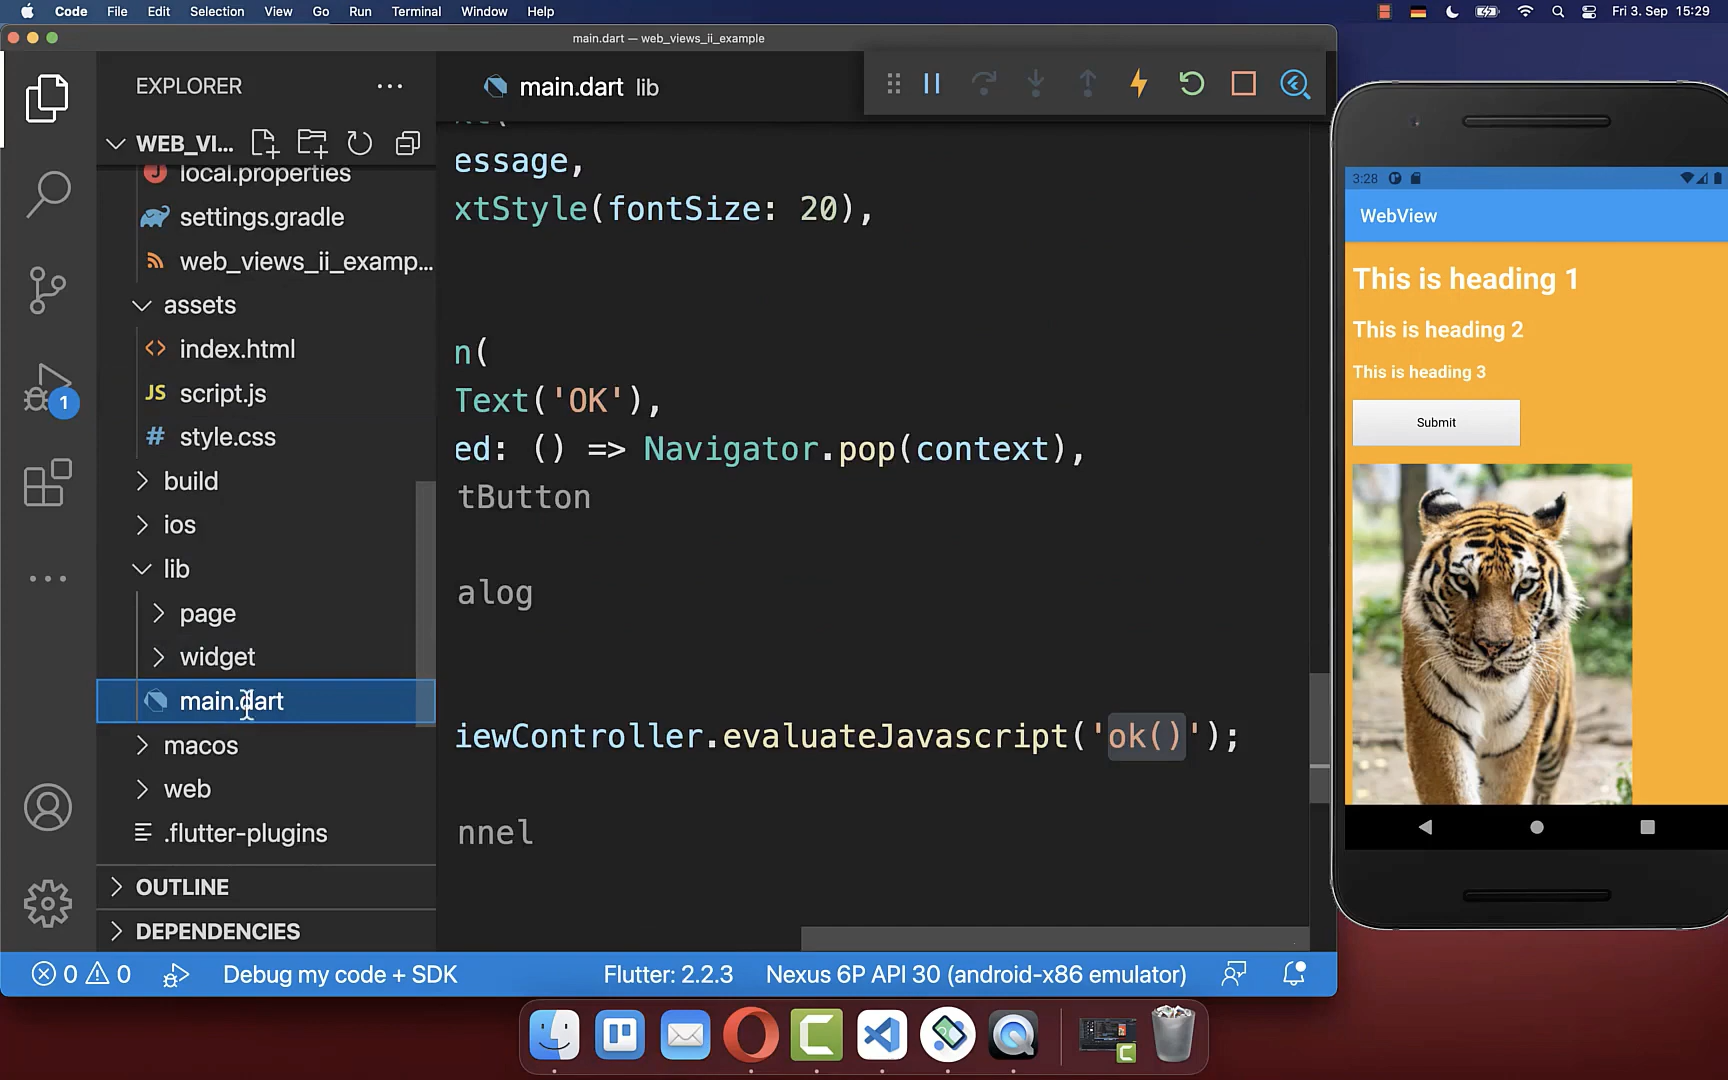 Code File Edit Selection View Go Run Terminal Window Help
Fri 3. Sep 15:29
main.dart — web_views_ii_example
EXPLORER
WEB_VI...
local.properties
settings.gradle
web_views_ii_examp...
assets
index.html
JS script.js
# style.css
build
ios
lib
page
widget
main.dart
macos
web
.flutter-plugins
OUTLINE
DEPENDENCIES
1
main.dart lib
essage,
xtStyle(fontSize: 20),
n(
Text('OK'),
ed: () => Navigator.pop(context),
tButton
alog
iewController.evaluateJavascript('ok()');
nnel
0 0 Debug my code + SDK
Flutter: 2.2.3 Nexus 6P API 30 (android-x86 emulator)
3:28
WebView
This is heading 1
This is heading 2
This is heading 3
Submit